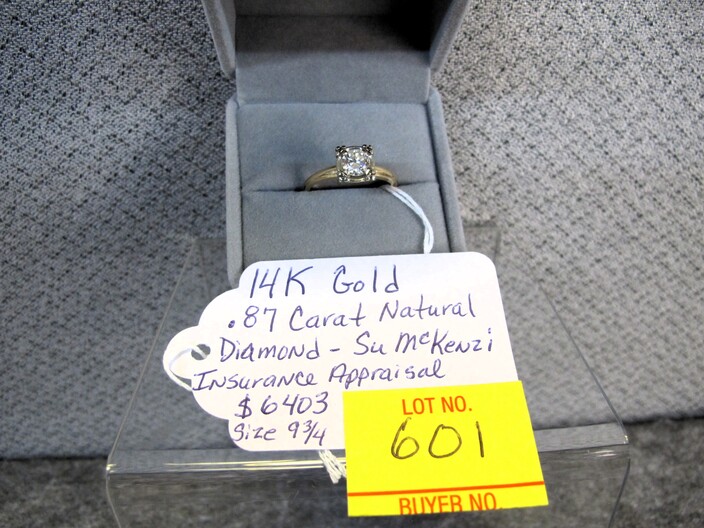 14K Gold
.87 Carat Natural
Diamond - Su McKenzi
Insurance Appraisal
$6403
Size 9 3/4
LOT NO.
601
BUYER NO.